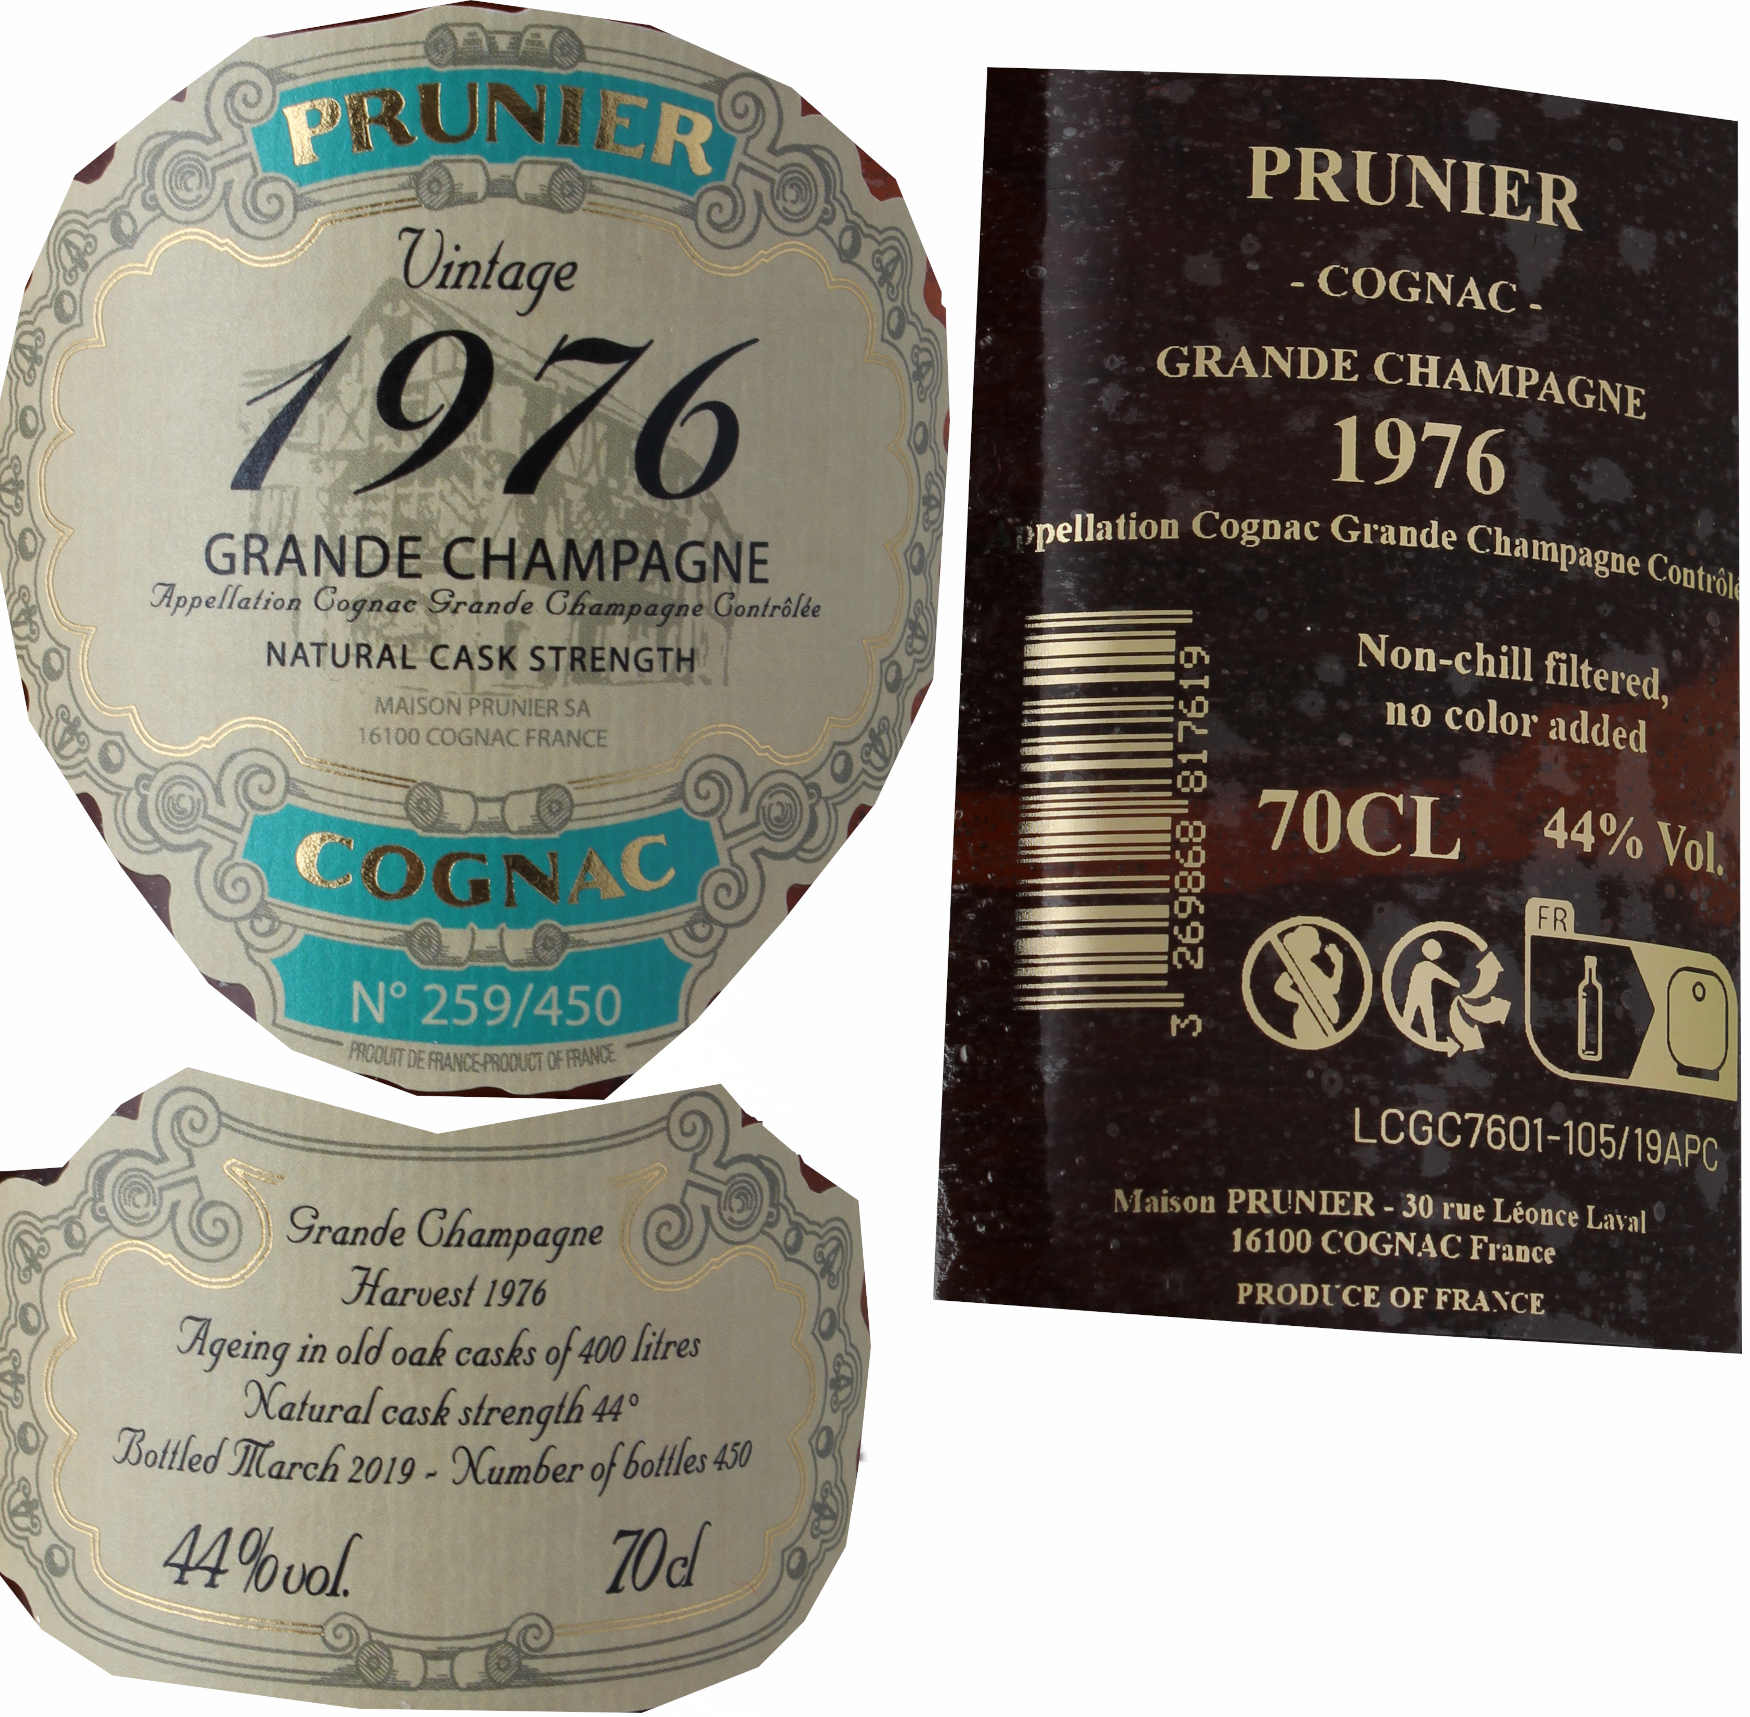 PRUNIER
Vintage
1976
GRANDE CHAMPAGNE
Appellation Cognac Grande Champagne Contrôlée
NATURAL CASK STRENGTH
MAISON PRUNIER SA
16100 COGNAC FRANCE
COGNAC
N° 259/450
PRODUIT DE FRANCE-PRODUCT OF FRANCE
Grande Champagne
Harvest 1976
Ageing in old oak casks of 400 litres
Natural cask strength 44°
Bottled March 2019 - Number of bottles 450
44%vol. 70cl
PRUNIER
- COGNAC -
GRANDE CHAMPAGNE
1976
ppellation Cognac Grande Champagne Contrôlé
Non-chill filtered,
no color added
3 269868 817619
70CL 44% Vol.
FR
LCGC7601-105/19APC
Maison PRUNIER - 30 rue Léonce Laval
16100 COGNAC France
PRODUCE OF FRANCE